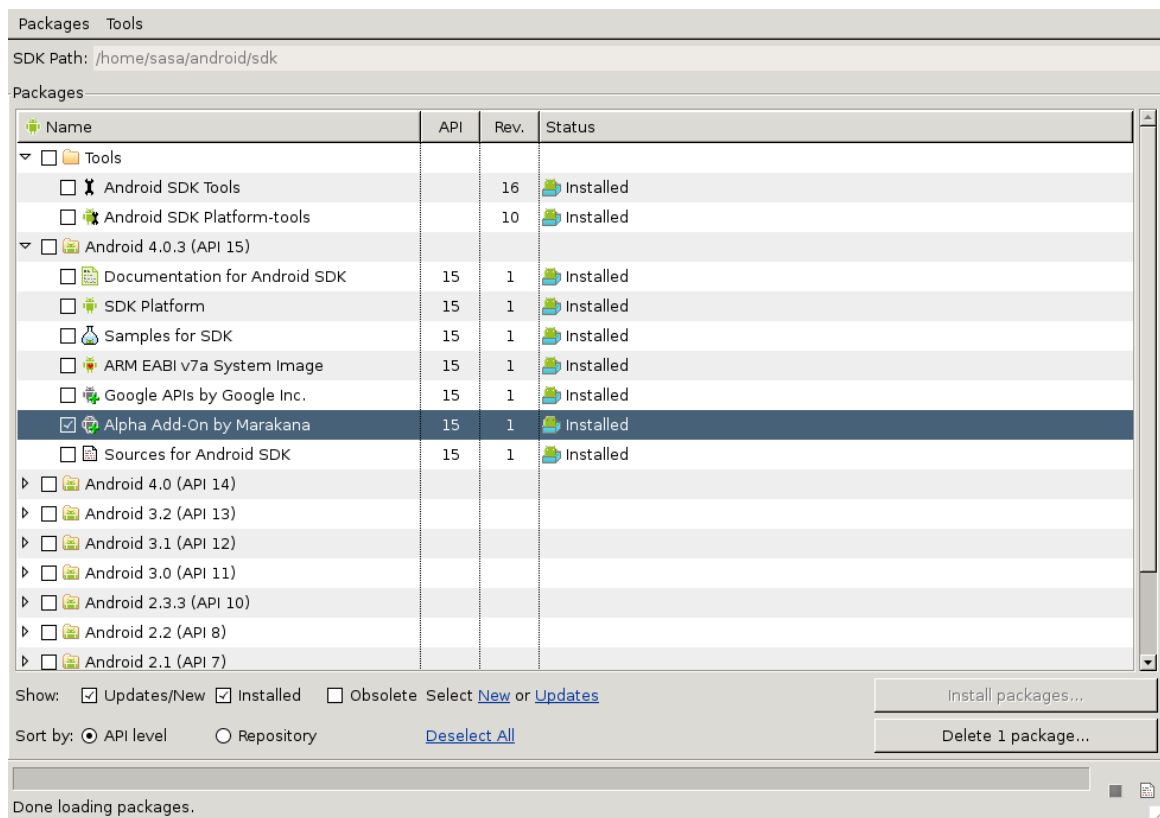 Packages Tools
SDK Path: /home/sasa/android/sdk
Packages
Name API Rev. Status
Tools
Android SDK Tools 16 Installed
Android SDK Platform-tools 10 Installed
Android 4.0.3 (API 15)
Documentation for Android SDK 15 1 Installed
SDK Platform 15 1 Installed
Samples for SDK 15 1 Installed
ARM EABI v7a System Image 15 1 Installed
Google APIs by Google Inc. 15 1 Installed
Alpha Add-On by Marakana 15 1 Installed
Sources for Android SDK 15 1 Installed
Android 4.0 (API 14)
Android 3.2 (API 13)
Android 3.1 (API 12)
Android 3.0 (API 11)
Android 2.3.3 (API 10)
Android 2.2 (API 8)
Android 2.1 (API 7)
Show: Updates/New Installed Obsolete Select New or Updates Install packages...
Sort by: API level Repository Deselect All Delete 1 package...
Done loading packages.